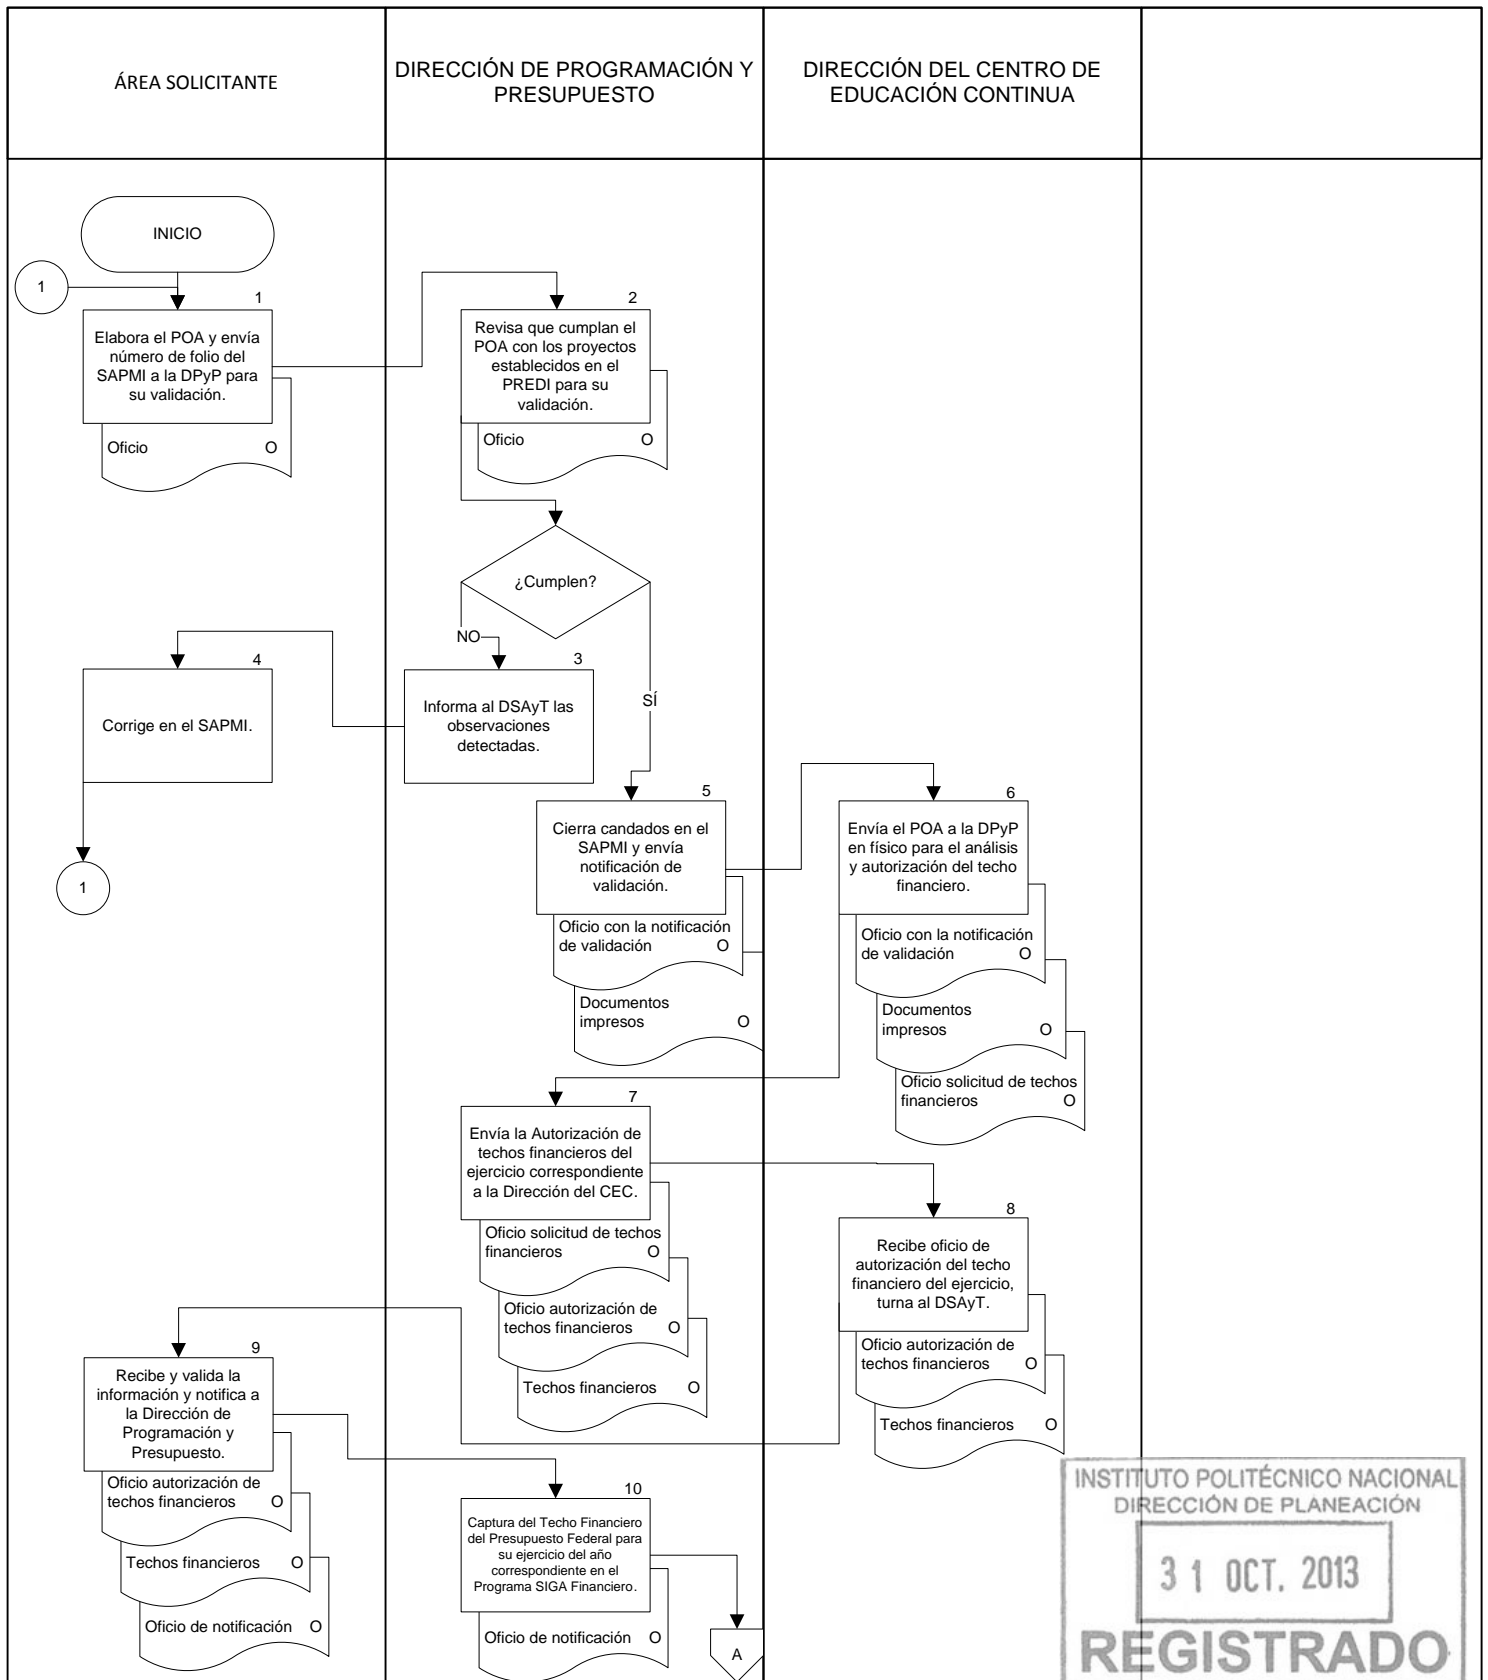 ÁREA SOLICITANTE
DIRECCIÓN DE PROGRAMACIÓN Y
PRESUPUESTO
DIRECCIÓN DEL CENTRO DE
EDUCACIÓN CONTINUA
INICIO
1
1
Elabora el POA y envía
número de folio del
SAPMI a la DPyP para
su validación.
Oficio O
2
Revisa que cumplan el
POA con los proyectos
establecidos en el
PREDI para su
validación.
Oficio O
¿Cumplen?
NO
SÍ
3
Informa al DSAyT las
observaciones
detectadas.
4
Corrige en el SAPMI.
1
5
Cierra candados en el
SAPMI y envía
notificación de
validación.
Oficio con la notificación
de validación O
Documentos
impresos O
6
Envía el POA a la DPyP
en físico para el análisis
y autorización del techo
financiero.
Oficio con la notificación
de validación O
Documentos
impresos O
Oficio solicitud de techos
financieros O
7
Envía la Autorización de
techos financieros del
ejercicio correspondiente
a la Dirección del CEC.
Oficio solicitud de techos
financieros O
Oficio autorización de
techos financieros O
Techos financieros O
8
Recibe oficio de
autorización del techo
financiero del ejercicio,
turna al DSAyT.
Oficio autorización de
techos financieros O
Techos financieros O
9
Recibe y valida la
información y notifica a
la Dirección de
Programación y
Presupuesto.
Oficio autorización de
techos financieros O
Techos financieros O
Oficio de notificación O
10
Captura del Techo Financiero
del Presupuesto Federal para
su ejercicio del año
correspondiente en el
Programa SIGA Financiero.
Oficio de notificación O
A
INSTITUTO POLITÉCNICO NACIONAL
DIRECCIÓN DE PLANEACIÓN
31 OCT. 2013
REGISTRADO